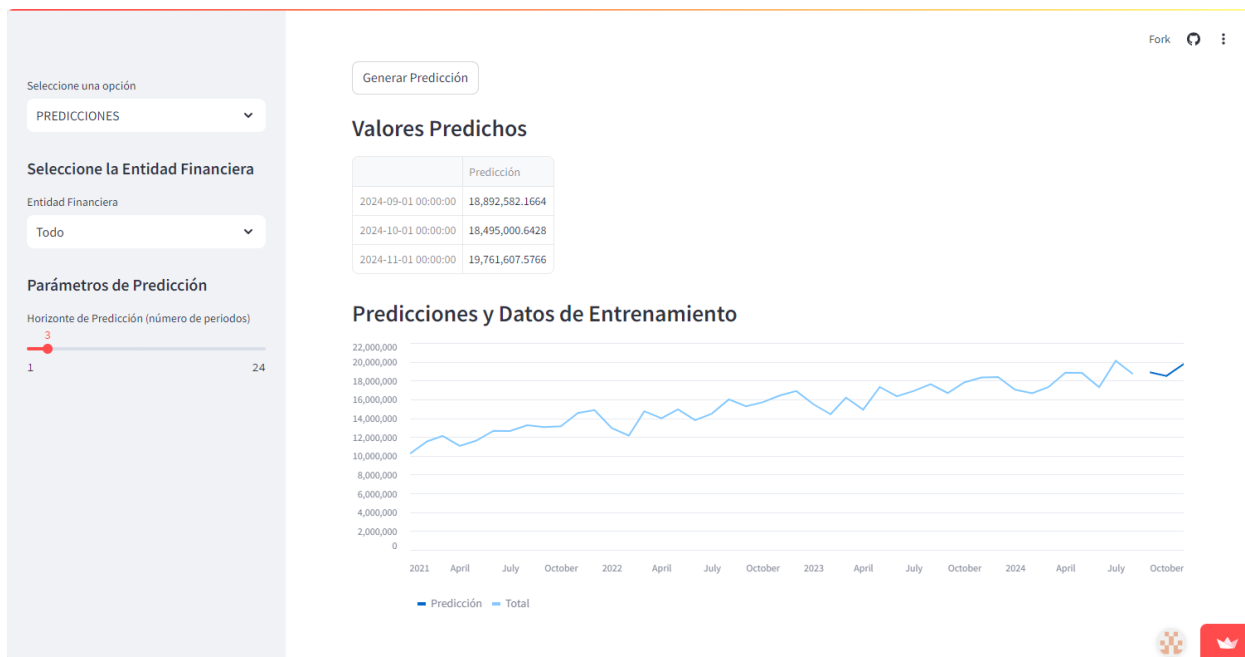 Fork
Seleccione una opción
PREDICCIONES
Seleccione la Entidad Financiera
Entidad Financiera
Todo
Parámetros de Predicción
Horizonte de Predicción (número de periodos)
3
1 24
Generar Predicción
Valores Predichos
Predicción
2024-09-01 00:00:00 18,892,582.1664
2024-10-01 00:00:00 18,495,000.6428
2024-11-01 00:00:00 19,761,607.5766
Predicciones y Datos de Entrenamiento
22,000,000
20,000,000
18,000,000
16,000,000
14,000,000
12,000,000
10,000,000
8,000,000
6,000,000
4,000,000
2,000,000
0
2021 April July October 2022 April July October 2023 April July October 2024 April July October
Predicción Total